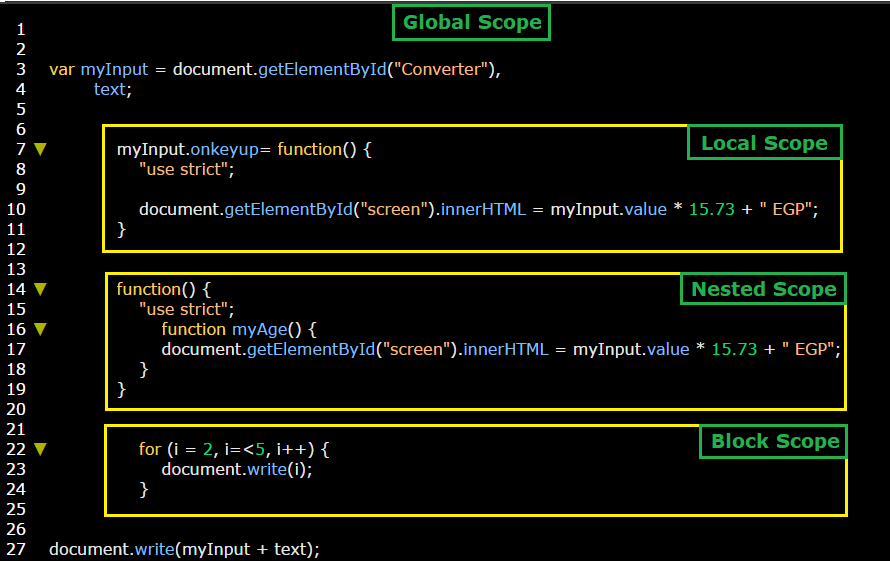 Global Scope
1
2
3 var myInput = document.getElementById("Converter"),
4 text;
5
6
Local Scope
7 myInput.onkeyup= function() {
8 "use strict";
9
10 document.getElementById("screen").innerHTML = myInput.value * 15.73 + " EGP";
11 }
12
13
Nested Scope
14 function() {
15 "use strict";
16 function myAge() {
17 document.getElementById("screen").innerHTML = myInput.value * 15.73 + " EGP";
18 }
19 }
20
21
Block Scope
22 for (i = 2, i=<5, i++) {
23 document.write(i);
24 }
25
26
27 document.write(myInput + text);